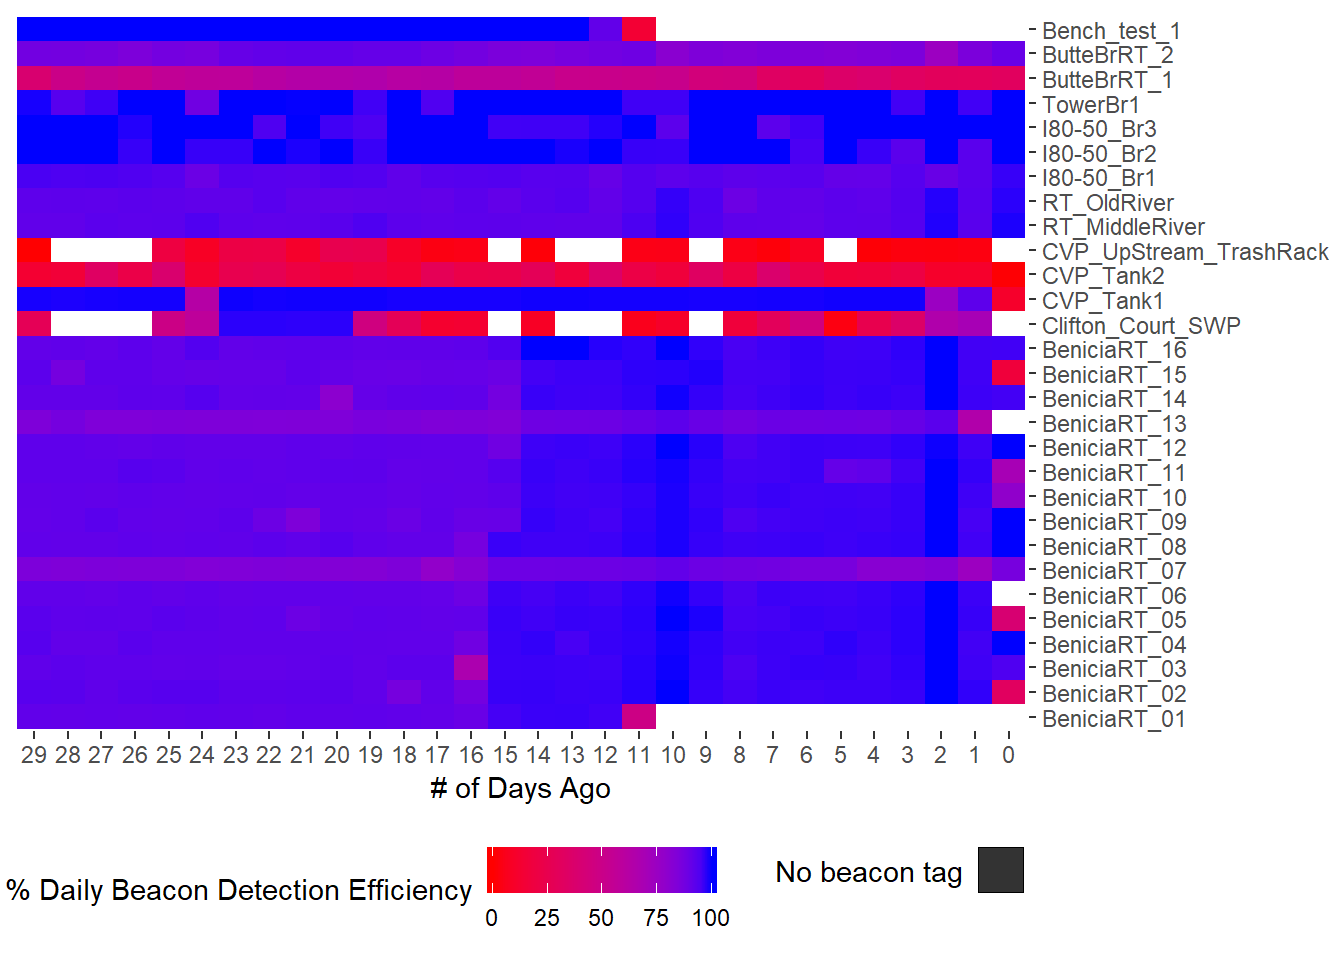 Bench_test_1
ButteBrRT_2
ButteBrRT_1
TowerBr1
I80-50_Br3
I80-50_Br2
I80-50_Br1
RT_OldRiver
RT_MiddleRiver
CVP_UpStream_TrashRack
CVP_Tank2
CVP_Tank1
Clifton_Court_SWP
BeniciaRT_16
BeniciaRT_15
BeniciaRT_14
BeniciaRT_13
BeniciaRT_12
BeniciaRT_11
BeniciaRT_10
BeniciaRT_09
BeniciaRT_08
BeniciaRT_07
BeniciaRT_06
BeniciaRT_05
BeniciaRT_04
BeniciaRT_03
BeniciaRT_02
BeniciaRT_01
29 28 27 26 25 24 23 22 21 20 19 18 17 16 15 14 13 12 11 10 9 8 7 6 5 4 3 2 1 0
# of Days Ago
% Daily Beacon Detection Efficiency
0 25 50 75 100
No beacon tag